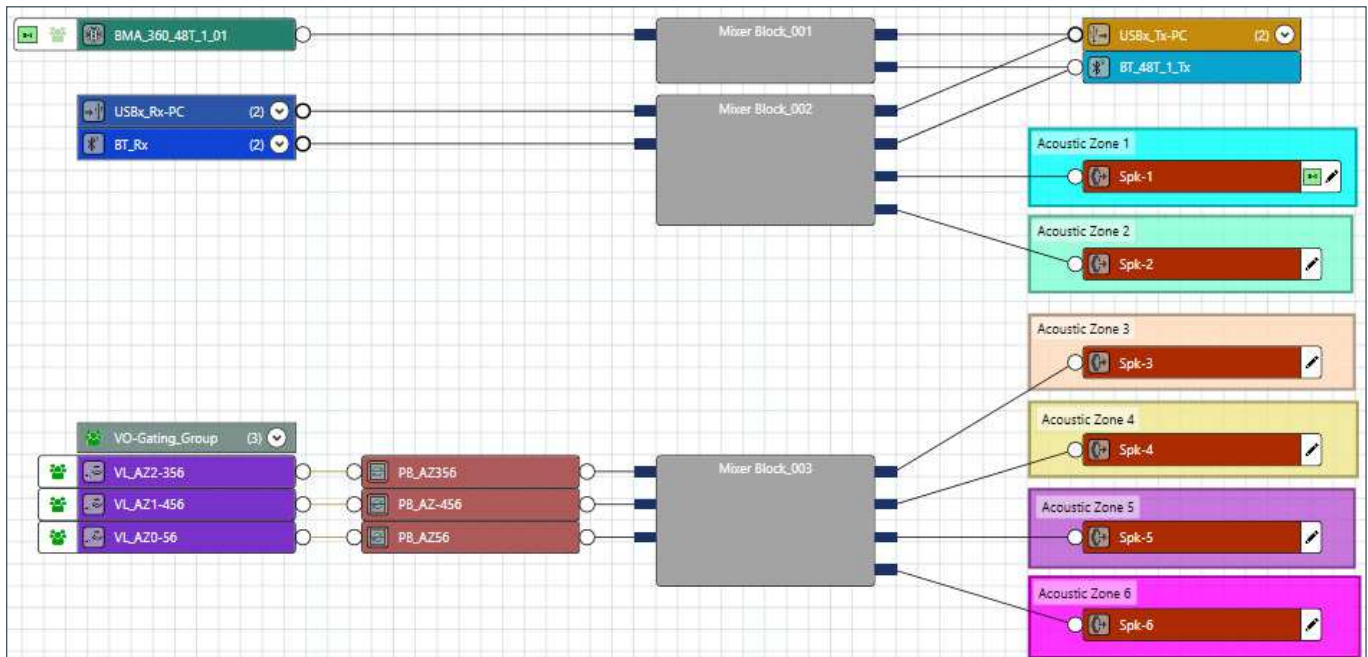 BMA_360_48T_1_01
Mixer Block_001
USBx_Tx-PC (2)
BT_48T_1_Tx
USBx_Rx-PC (2)
Mixer Block_002
BT_Rx (2)
Acoustic Zone 1
Spk-1
Acoustic Zone 2
Spk-2
Acoustic Zone 3
Spk-3
Acoustic Zone 4
Spk-4
VO-Gating_Group (3)
VL_AZ2-356
PB_AZ356
Mixer Block_003
VL_AZ1-456
PB_AZ-456
Acoustic Zone 5
VL_AZ0-56
PB_AZ56
Spk-5
Acoustic Zone 6
Spk-6